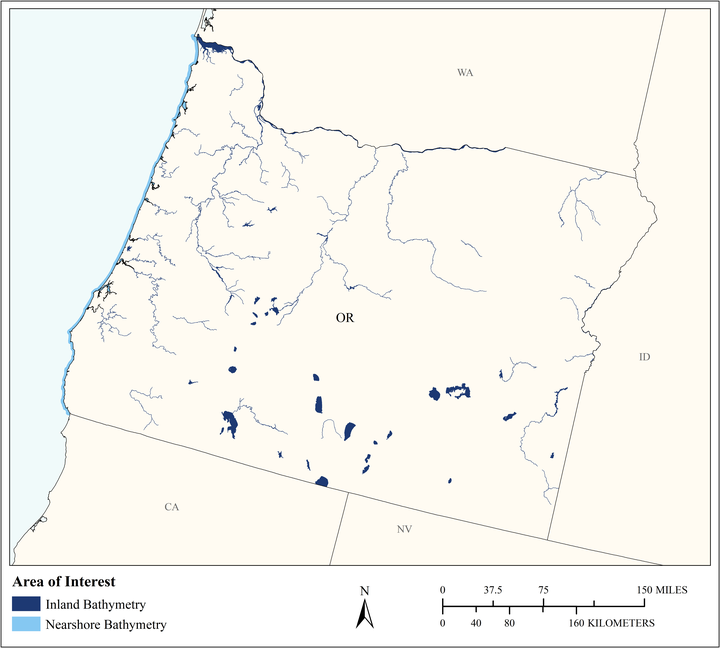 WA
OR
ID
CA
NV
Area of Interest
Inland Bathymetry
Nearshore Bathymetry
N
0 37.5 75 150 MILES
0 40 80 160 KILOMETERS